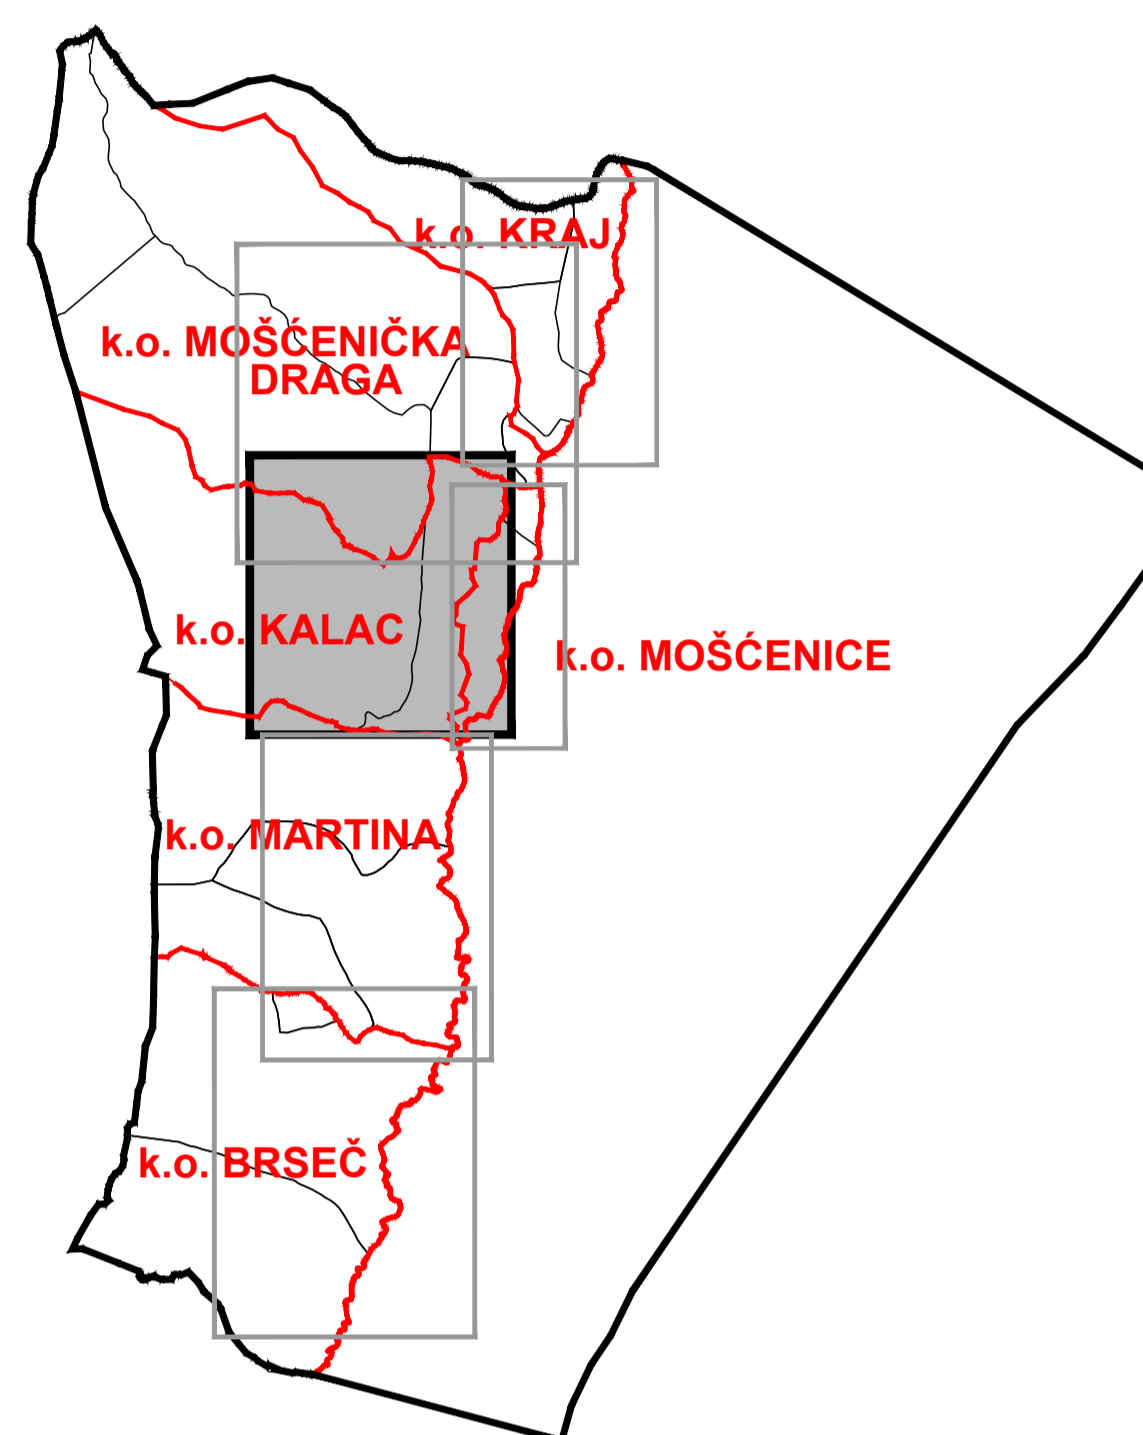 k.o. KRAJ
k.o. MOŠĆENIČKA
DRAGA
k.o. KALAC
k.o. MOŠĆENICE
k.o. MARTINA
k.o. BRSEČ